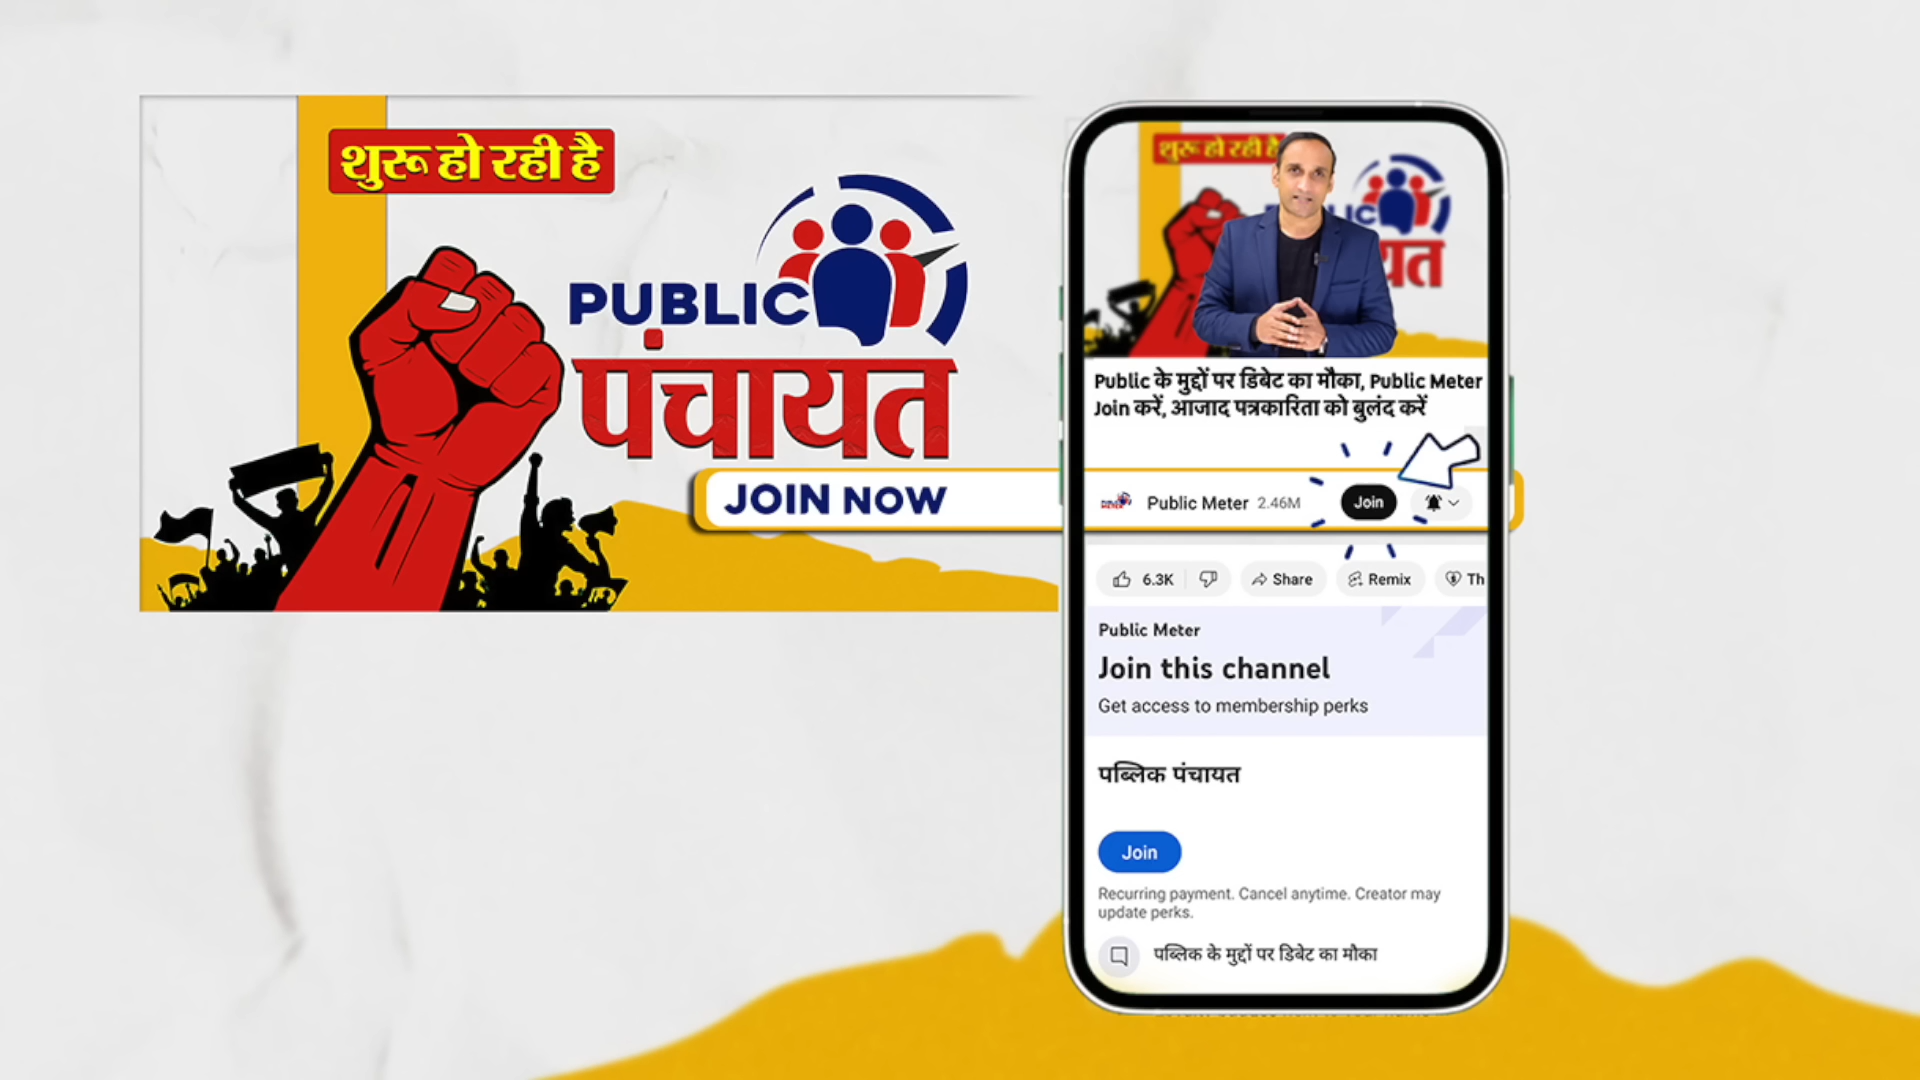 शुरू हो रही है
PUBLIC
पंचायत
JOIN NOW
शुरू हो रही है
Public के मुद्दों पर डिबेट का मौका, Public Meter
Join करें, आजाद पत्रकारिता को बुलंद करें
Public Meter 2.46M Join
6.3K Share Remix Th
Public Meter
Join this channel
Get access to membership perks
पब्लिक पंचायत
Join
Recurring payment. Cancel anytime. Creator may
update perks.
पब्लिक के मुद्दों पर डिबेट का मौका